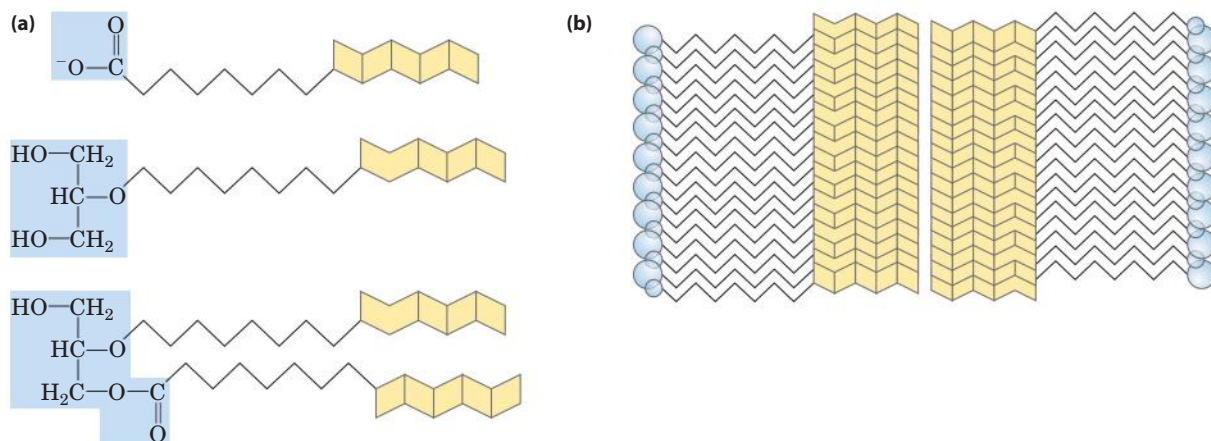 (a)
O
⁻O—C
HO—CH₂
HC—O
HO—CH₂
HO—CH₂
HC—O
H₂C—O—C
O
(b)